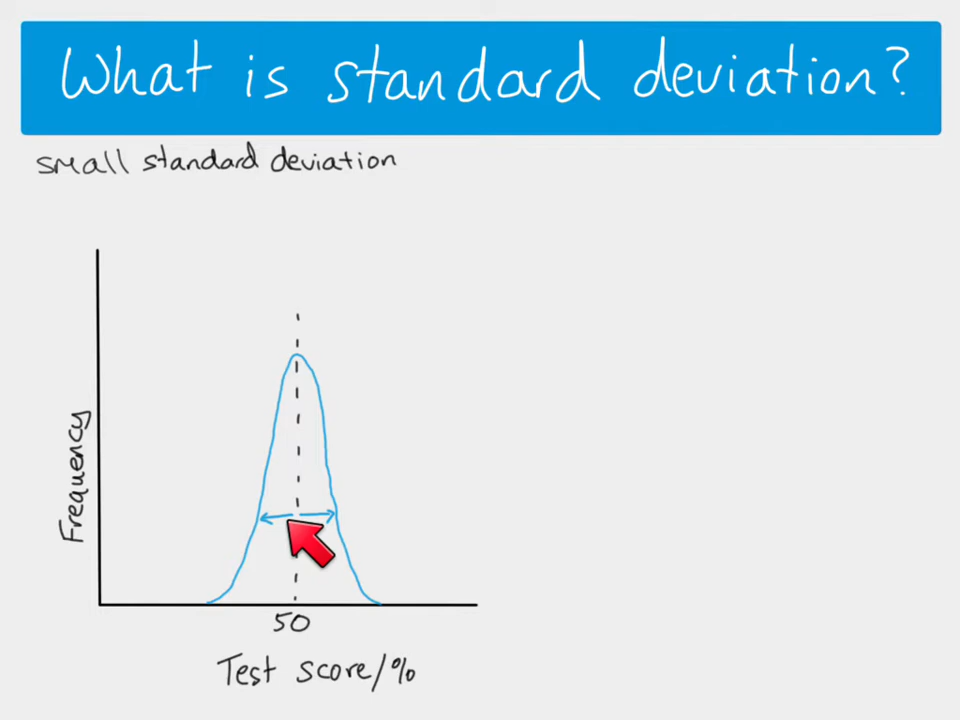 What is standard deviation?
small standard deviation
Frequency
50
Test score/%